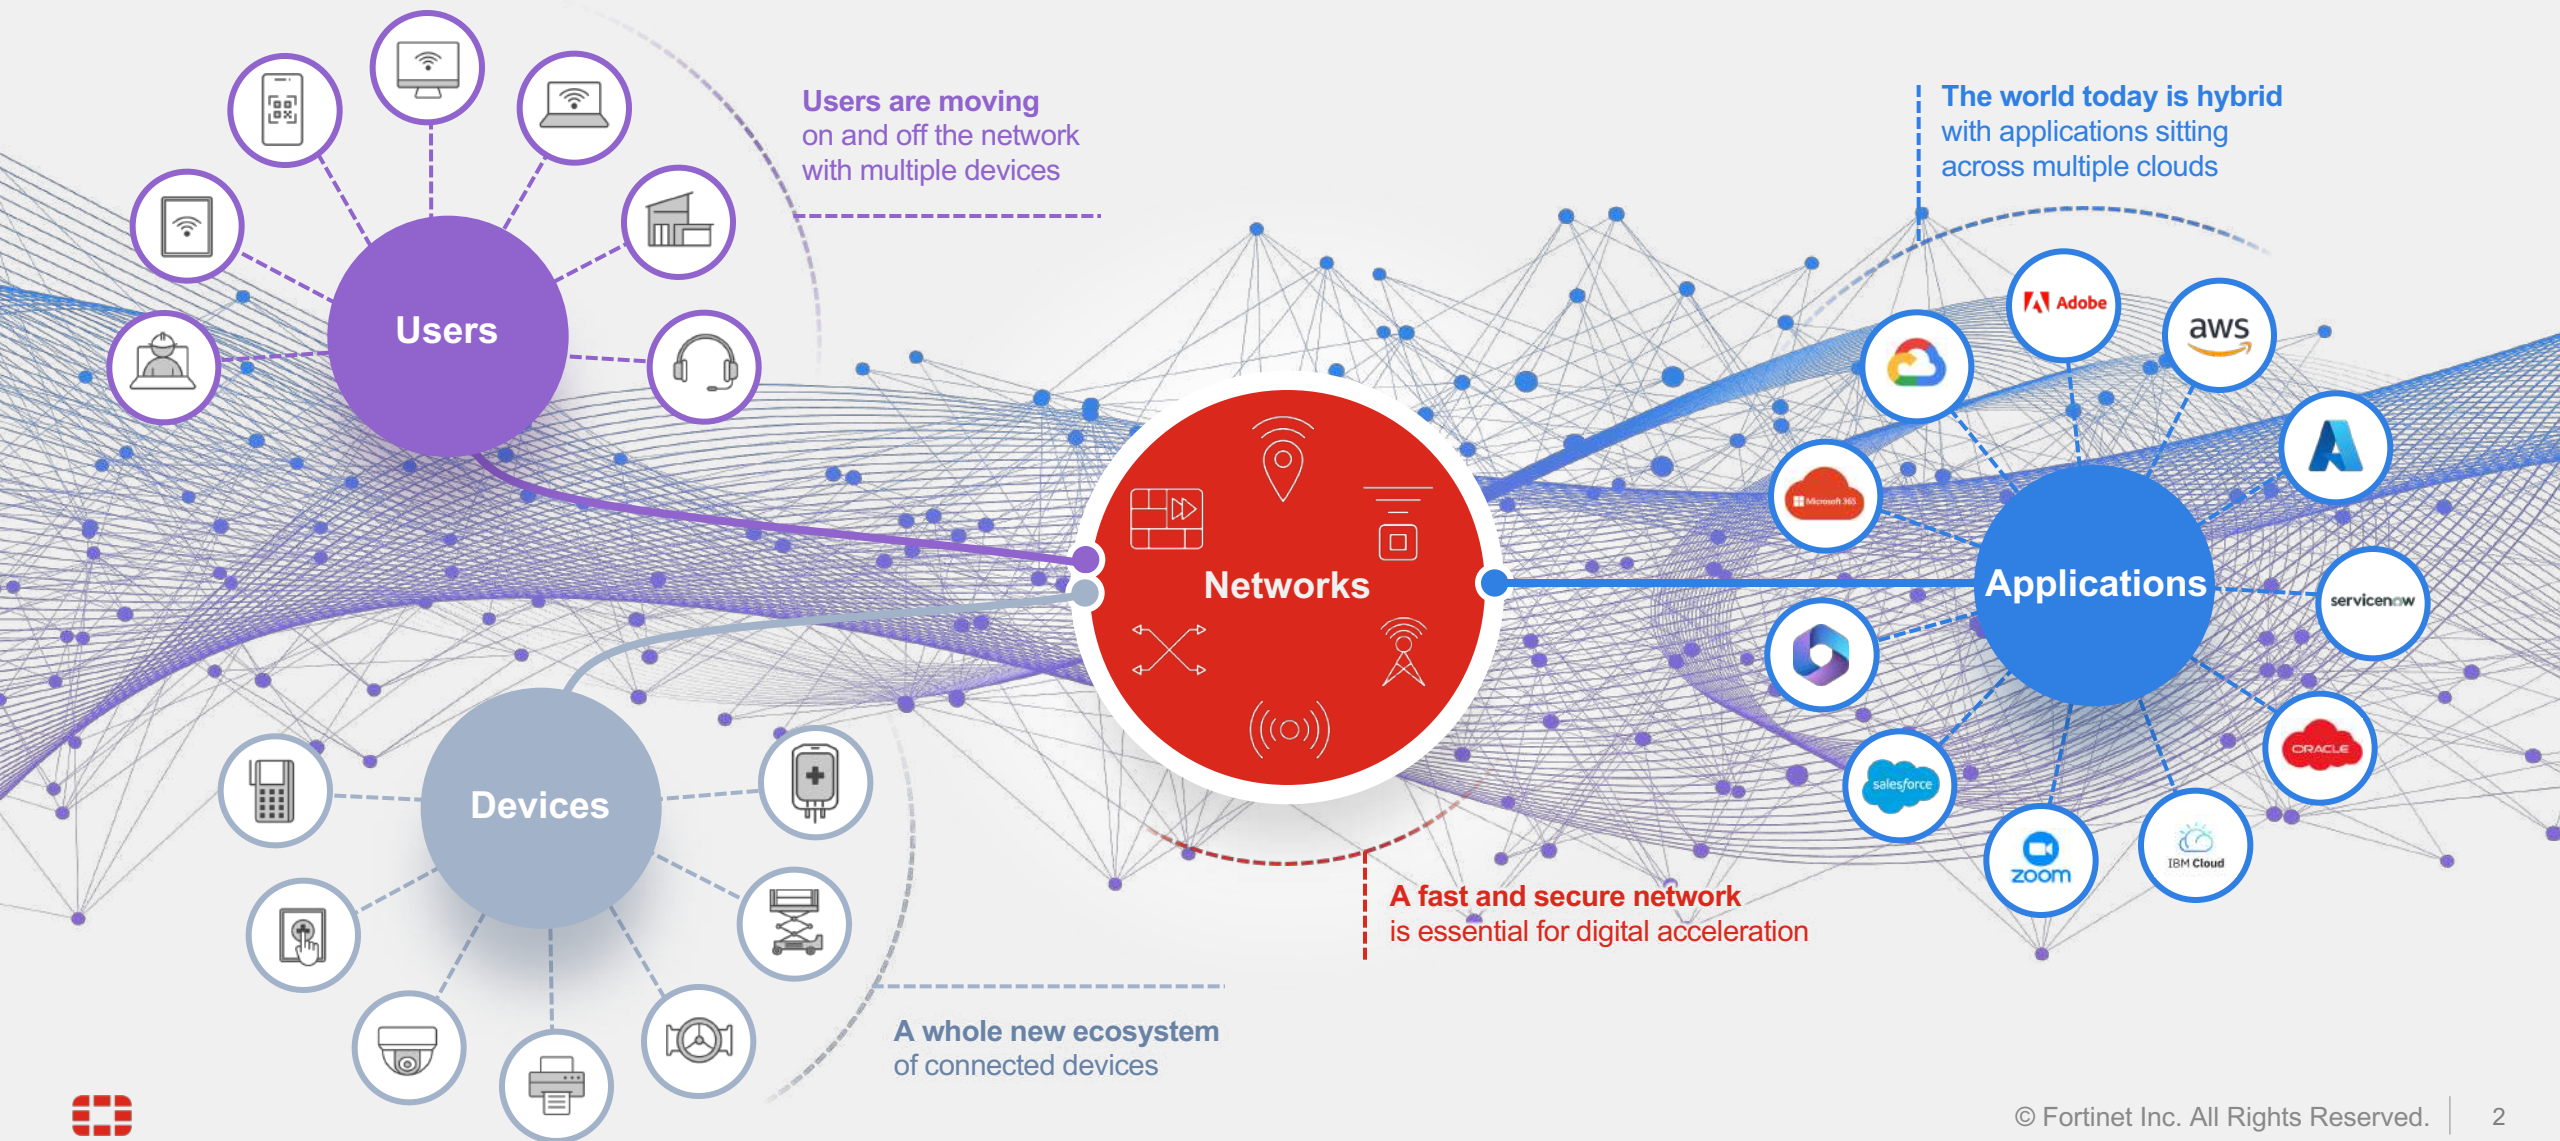 Users are moving
on and off the network
with multiple devices
The world today is hybrid
with applications sitting
across multiple clouds
Users
Adobe
aws
Microsoft 365
Networks
Applications
servicenow
ORACLE
salesforce
zoom
IBM Cloud
Devices
A fast and secure network
is essential for digital acceleration
A whole new ecosystem
of connected devices
© Fortinet Inc. All Rights Reserved.
2